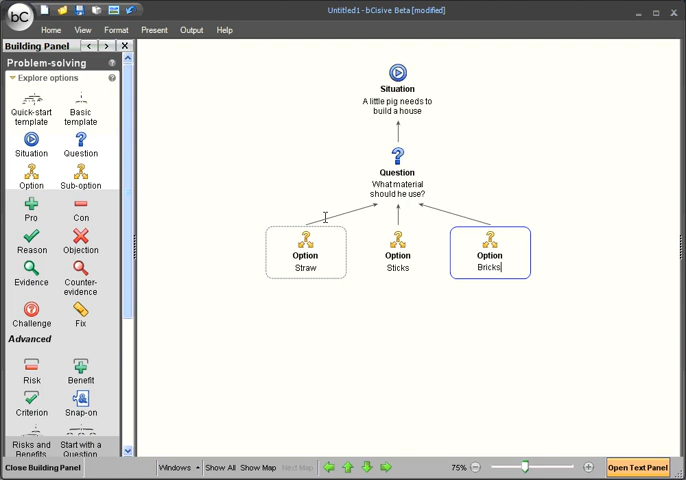 Untitled1 - bCisive Beta [modified]
bC
Home View Format Present Output Help
Building Panel
Problem-solving
Explore options
Quick-start template
Basic template
Situation
Question
Option
Sub-option
Pro
Con
Reason
Objection
Evidence
Counter-evidence
Challenge
Fix
Advanced
Risk
Benefit
Criterion
Snap-on
Risks and Benefits
Start with a Question
Situation
A little pig needs to
build a house
Question
What material
should he use?
Option
Straw
Option
Sticks
Option
Bricks
Close Building Panel
Windows
Show All
Show Map
Next Map
75%
Open Text Panel